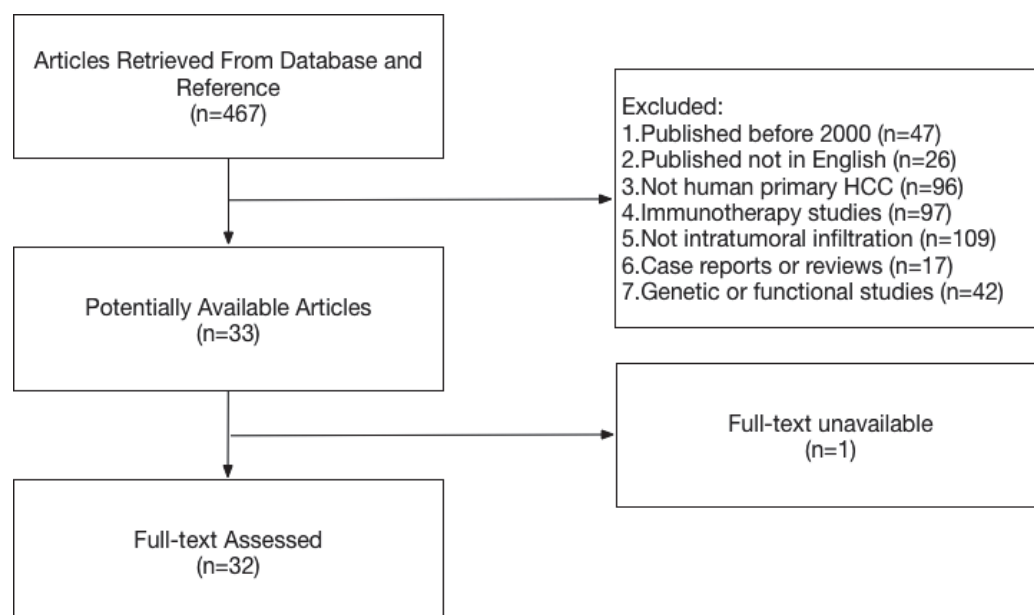 Articles Retrieved From Database and
Reference
(n=467)
Excluded:
1.Published before 2000 (n=47)
2.Published not in English (n=26)
3.Not human primary HCC (n=96)
4.Immunotherapy studies (n=97)
5.Not intratumoral infiltration (n=109)
6.Case reports or reviews (n=17)
7.Genetic or functional studies (n=42)
Potentially Available Articles
(n=33)
Full-text unavailable
(n=1)
Full-text Assessed
(n=32)